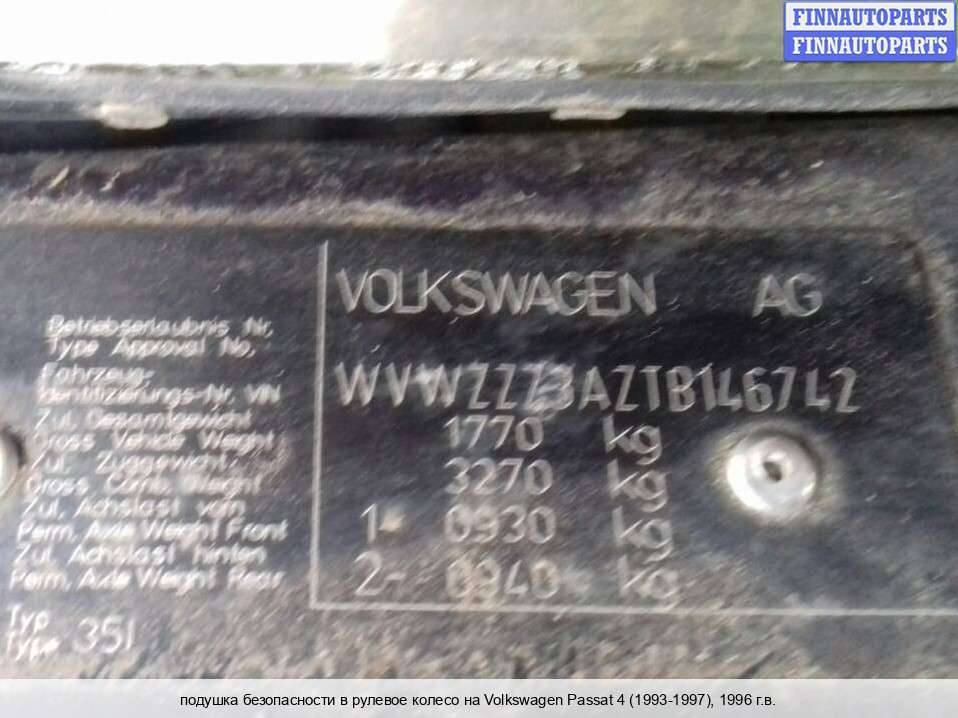 FINNAUTOPARTS
FINNAUTOPARTS
VOLKSWAGEN AG
Betriebserlaubnis Nr.
Type Approval No.
Fahrzeug-
Identifizierungs-Nr. VIN
WVWZZZ3AZTB146742
Zul. Gesamtgewicht
Gross Vehicle Weight
1770 kg
Zul. Zuggewicht
Gross Comb. Weight
3270 kg
Zul. Achslast vorn
Perm. Axle Weight Front
1- 0930 kg
Zul. Achslast hinten
Perm. Axle Weight Rear
2- 0940 kg
Typ
Type 35I
подушка безопасности в рулевое колесо на Volkswagen Passat 4 (1993-1997), 1996 г.в.